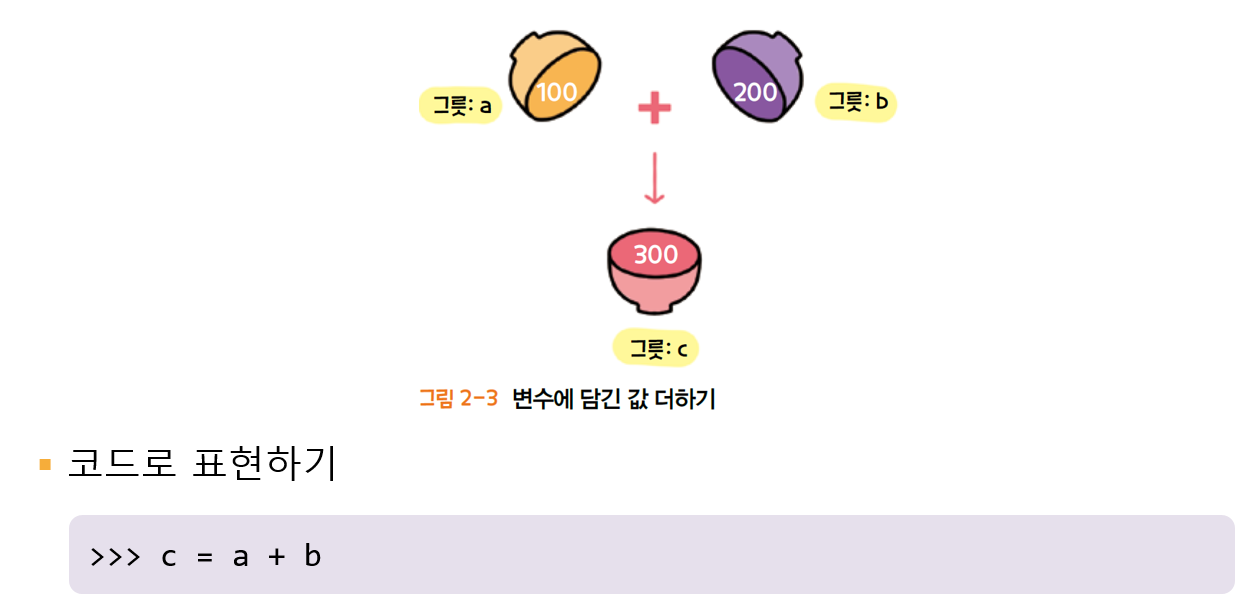 100
200
그릇: a
그릇: b
+
300
그릇: c
그림 2-3 변수에 담긴 값 더하기
코드로 표현하기
>>> c = a + b